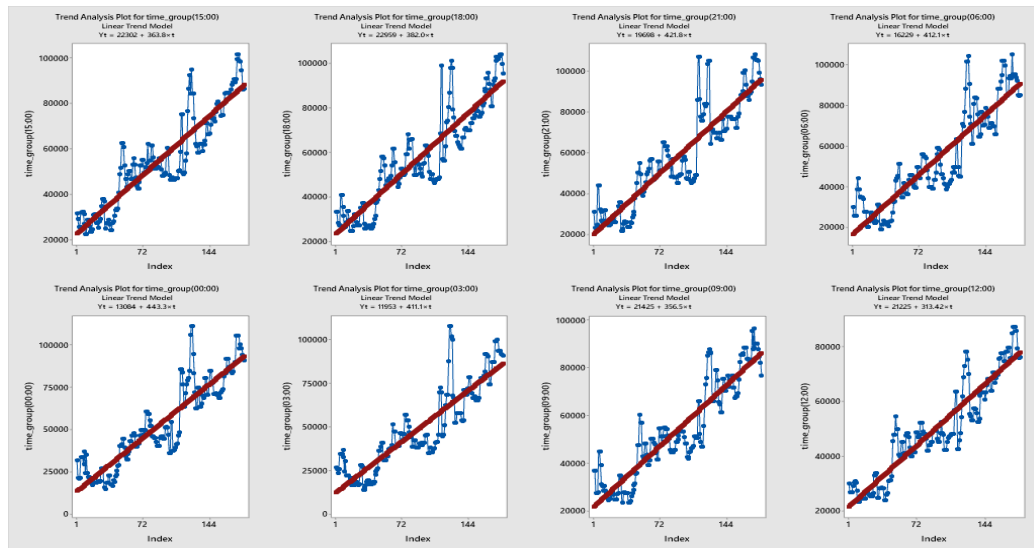 Trend Analysis Plot for time_group(15:00)
Linear Trend Model
Yt = 22302 + 363.8×t
time_group(15:00)
100000
80000
60000
40000
20000
1
72
144
Index
Trend Analysis Plot for time_group(18:00)
Linear Trend Model
Yt = 22959 + 382.0×t
time_group(18:00)
100000
80000
60000
40000
20000
1
72
144
Index
Trend Analysis Plot for time_group(21:00)
Linear Trend Model
Yt = 19698 + 421.8×t
time_group(21:00)
100000
80000
60000
40000
20000
1
72
144
Index
Trend Analysis Plot for time_group(06:00)
Linear Trend Model
Yt = 16229 + 412.1×t
time_group(06:00)
100000
80000
60000
40000
20000
1
72
144
Index
Trend Analysis Plot for time_group(00:00)
Linear Trend Model
Yt = 13084 + 443.3×t
time_group(00:00)
100000
75000
50000
25000
0
1
72
144
Index
Trend Analysis Plot for time_group(03:00)
Linear Trend Model
Yt = 11953 + 411.1×t
time_group(03:00)
100000
75000
50000
25000
0
1
72
144
Index
Trend Analysis Plot for time_group(09:00)
Linear Trend Model
Yt = 21425 + 356.5×t
time_group(09:00)
100000
80000
60000
40000
20000
1
72
144
Index
Trend Analysis Plot for time_group(12:00)
Linear Trend Model
Yt = 21225 + 313.42×t
time_group(12:00)
80000
60000
40000
20000
1
72
144
Index